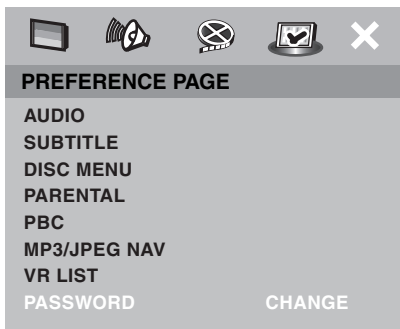 PREFERENCE PAGE
AUDIO
SUBTITLE
DISC MENU
PARENTAL
PBC
MP3/JPEG NAV
VR LIST
PASSWORD CHANGE